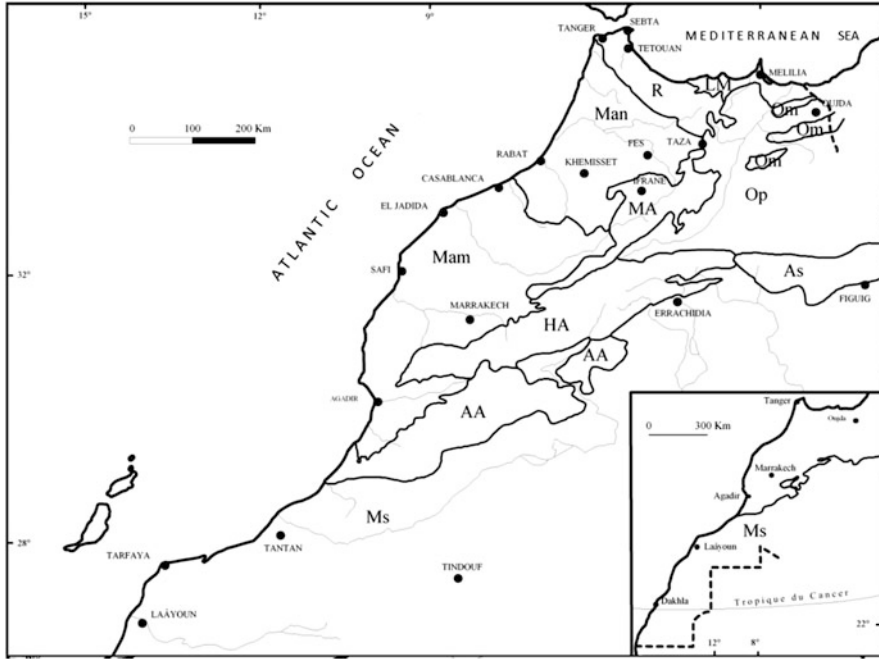 15°
12°
9°
SEBTA
TANGER
TETOUAN
MEDITERRANEAN SEA
MELILIA
R
LM
OUJDA
Om
Man
Om
0 100 200 Km
FES
TAZA
RABAT
KHEMISSET
Om
ATLANTIC OCEAN
CASABLANCA
IFRANE
Op
EL JADIDA
MA
Mam
32°
SAFI
As
FIGUIG
MARRAKECH
ERRACHIDIA
HA
AA
AGADIR
AA
Tanger
Oujda
0 300 Km
Marrakech
Agadir
Ms
Ms
28°
TANTAN
Laâyoun
TARFAYA
TINDOUF
Dakhla
Tropique du Cancer
LAÂYOUN
22°
12° 8°